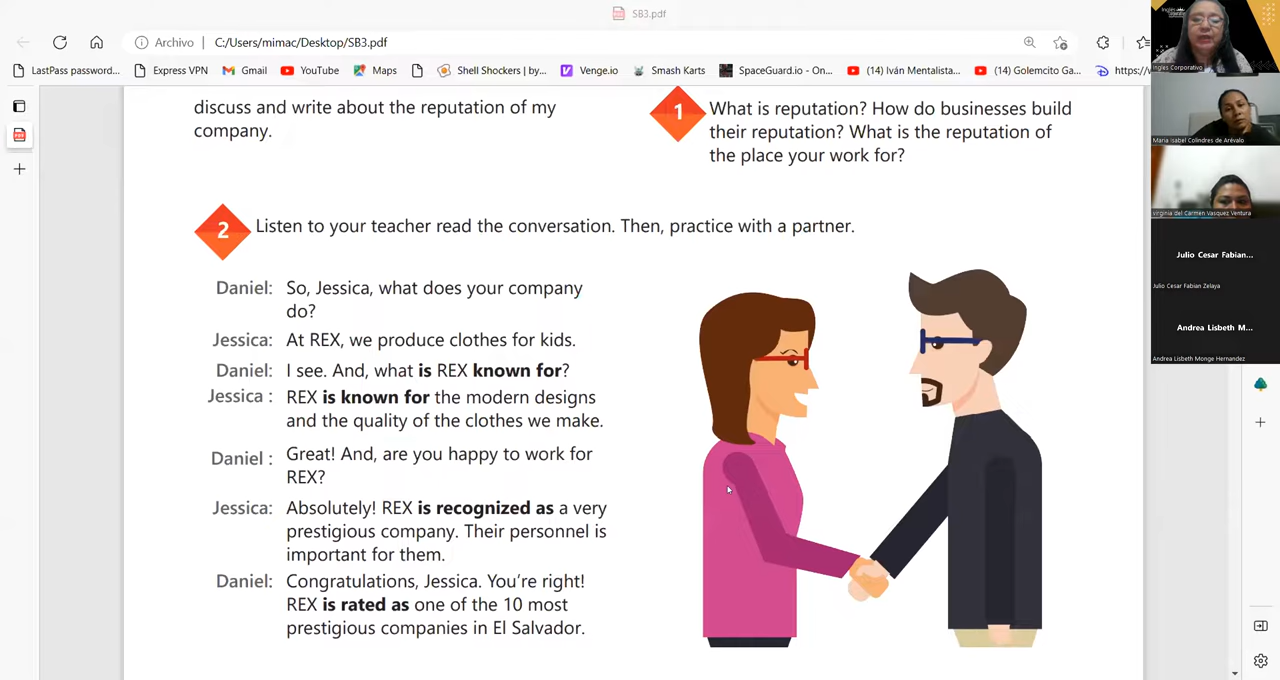 SB3.pdf
Archivo | C:/Users/mimac/Desktop/SB3.pdf
LastPass password... Express VPN Gmail YouTube Maps Shell Shockers | by... Venge.io Smash Karts SpaceGuard.io - On... (14) Iván Mentalista... (14) Golemcito Ga... https:/
discuss and write about the reputation of my
company.
1
What is reputation? How do businesses build
their reputation? What is the reputation of
the place your work for?
2
Listen to your teacher read the conversation. Then, practice with a partner.
Daniel: So, Jessica, what does your company
do?
Jessica: At REX, we produce clothes for kids.
Daniel: I see. And, what is REX known for?
Jessica : REX is known for the modern designs
and the quality of the clothes we make.
Daniel : Great! And, are you happy to work for
REX?
Jessica: Absolutely! REX is recognized as a very
prestigious company. Their personnel is
important for them.
Daniel: Congratulations, Jessica. You're right!
REX is rated as one of the 10 most
prestigious companies in El Salvador.
Ingles Corporativo
Maria Isabel Colindres de Arévalo
Virginia del Carmen Vasquez Ventura
Julio Cesar Fabian...
Julio Cesar Fabian Zelaya
Andrea Lisbeth M...
Andrea Lisbeth Monge Hernandez